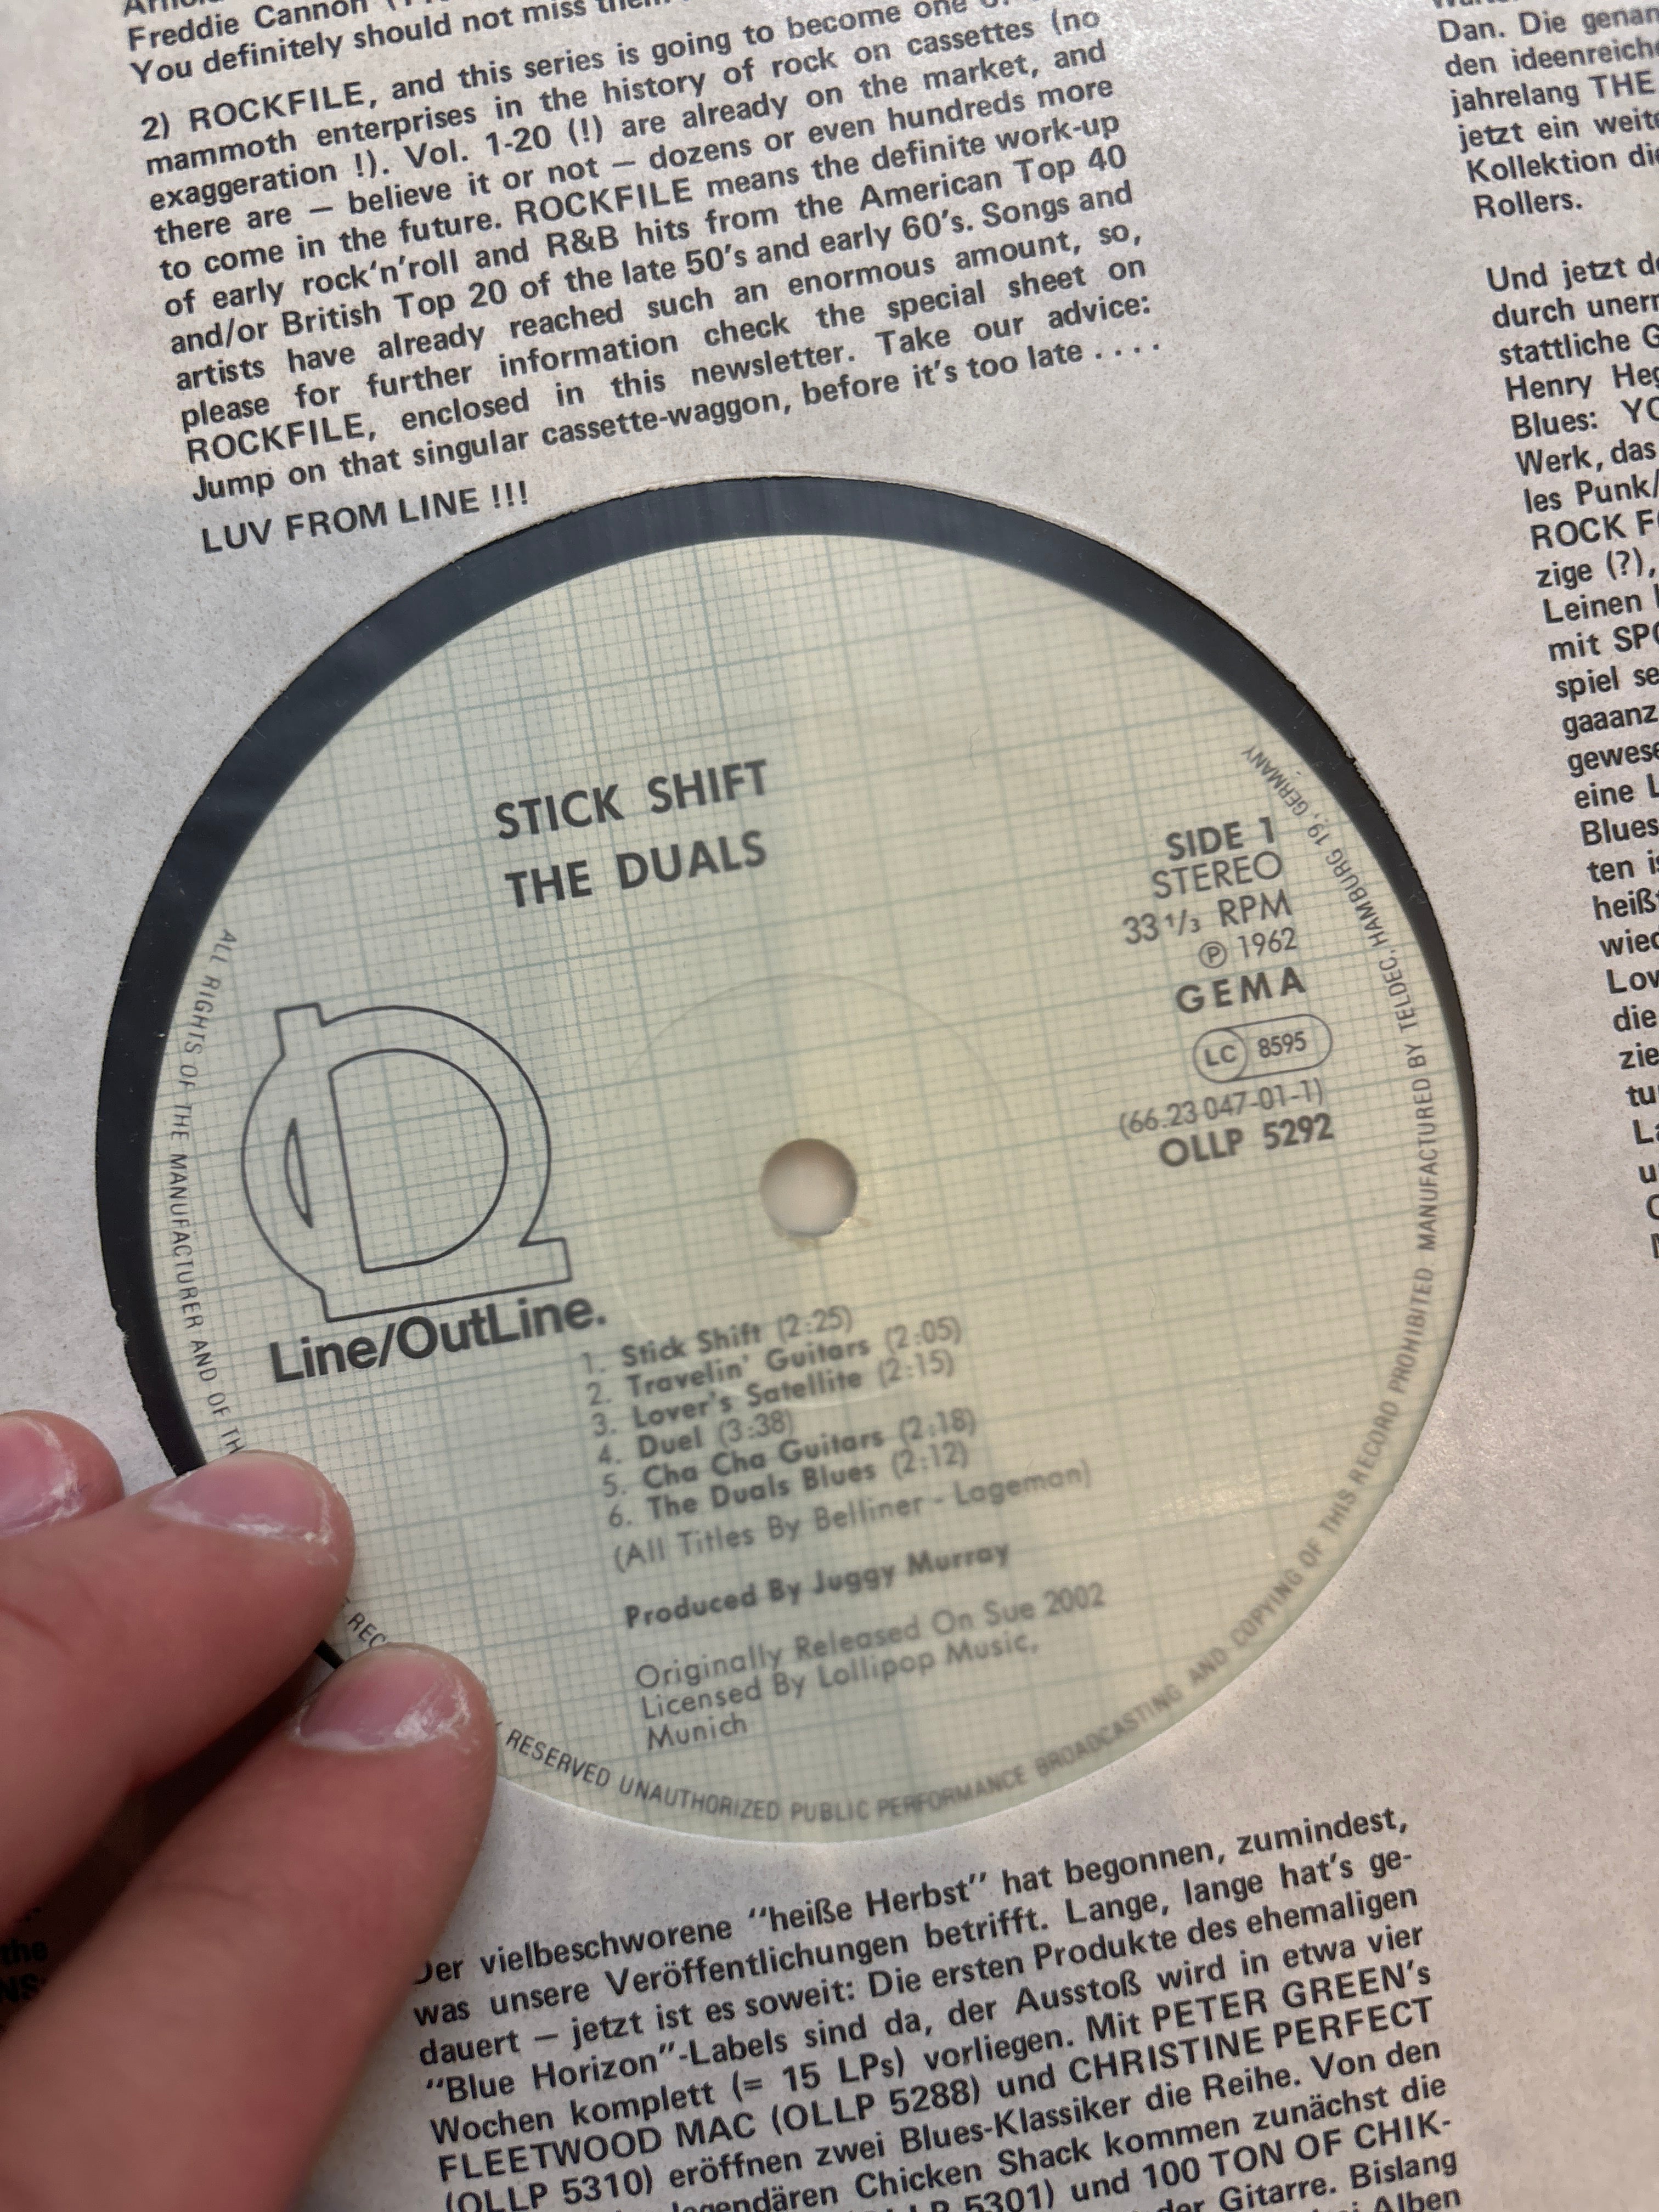 Freddie Cannon
You definitely should not miss them
2) ROCKFILE, and this series is going to become one
mammoth enterprises in the history of rock on cassettes (no
exaggeration !). Vol. 1-20 (!) are already on the market, and
there are — believe it or not — dozens or even hundreds more
to come in the future. ROCKFILE means the definite work-up
of early rock'n'roll and R&B hits from the American Top 40
and/or British Top 20 of the late 50's and early 60's. Songs and
artists have already reached such an enormous amount, so,
please for further information check the special sheet on
ROCKFILE, enclosed in this newsletter. Take our advice:
Jump on that singular cassette-waggon, before it's too late . . . .
LUV FROM LINE !!!
STICK SHIFT
THE DUALS
SIDE 1
STEREO
33 1/3 RPM
Ⓟ 1962
GEMA
LC 8595
(66.23 047-01-1)
OLLP 5292
Line/OutLine.
1. Stick Shift (2:25)
2. Travelin' Guitars (2:05)
3. Lover's Satellite (2:15)
4. Duel (3:38)
5. Cha Cha Guitars (2:18)
6. The Duals Blues (2:12)
(All Titles By Belliner - Lageman)
Produced By Juggy Murray
Originally Released On Sue 2002
Licensed By Lollipop Music,
Munich
ALL RIGHTS OF THE MANUFACTURER AND OF TH
RESERVED UNAUTHORIZED PUBLIC PERFORMANCE BROADCASTING AND COPYING OF THIS RECORD PROHIBITED MANUFACTURED BY TELDEC, HAMBURG 19, GERMANY
Der vielbeschworene "heiße Herbst" hat begonnen, zumindest,
was unsere Veröffentlichungen betrifft. Lange, lange hat's ge-
dauert — jetzt ist es soweit: Die ersten Produkte des ehemaligen
"Blue Horizon"-Labels sind da, der Ausstoß wird in etwa vier
Wochen komplett (= 15 LPs) vorliegen. Mit PETER GREEN's
FLEETWOOD MAC (OLLP 5288) und CHRISTINE PERFECT
(OLLP 5310) eröffnen zwei Blues-Klassiker die Reihe. Von den
legendären Chicken Shack kommen zunächst die
5301) und 100 TON OF CHIK-
der Gitarre. Bislang
Alben
Dan. Die
den
jahrelang THE
jetzt ein
Kollektion
Rollers.
Und jetzt
durch
stattliche
Henry
Blues:
Werk, das
les Punk/
ROCK
zige (?),
Leinen
mit
spiel
eine
Blues
ten
die
the